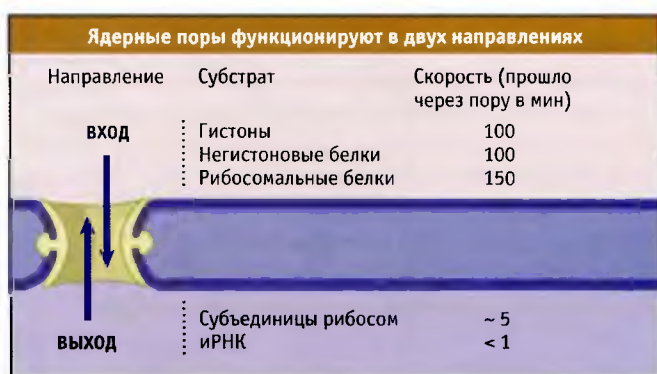 Ядерные поры функционируют в двух направлениях
Направление Субстрат Скорость (прошло
через пору в мин)
ВХОД Гистоны 100
Негистоновые белки 100
Рибосомальные белки 150
Субъединицы рибосом ~ 5
ВЫХОД иРНК < 1